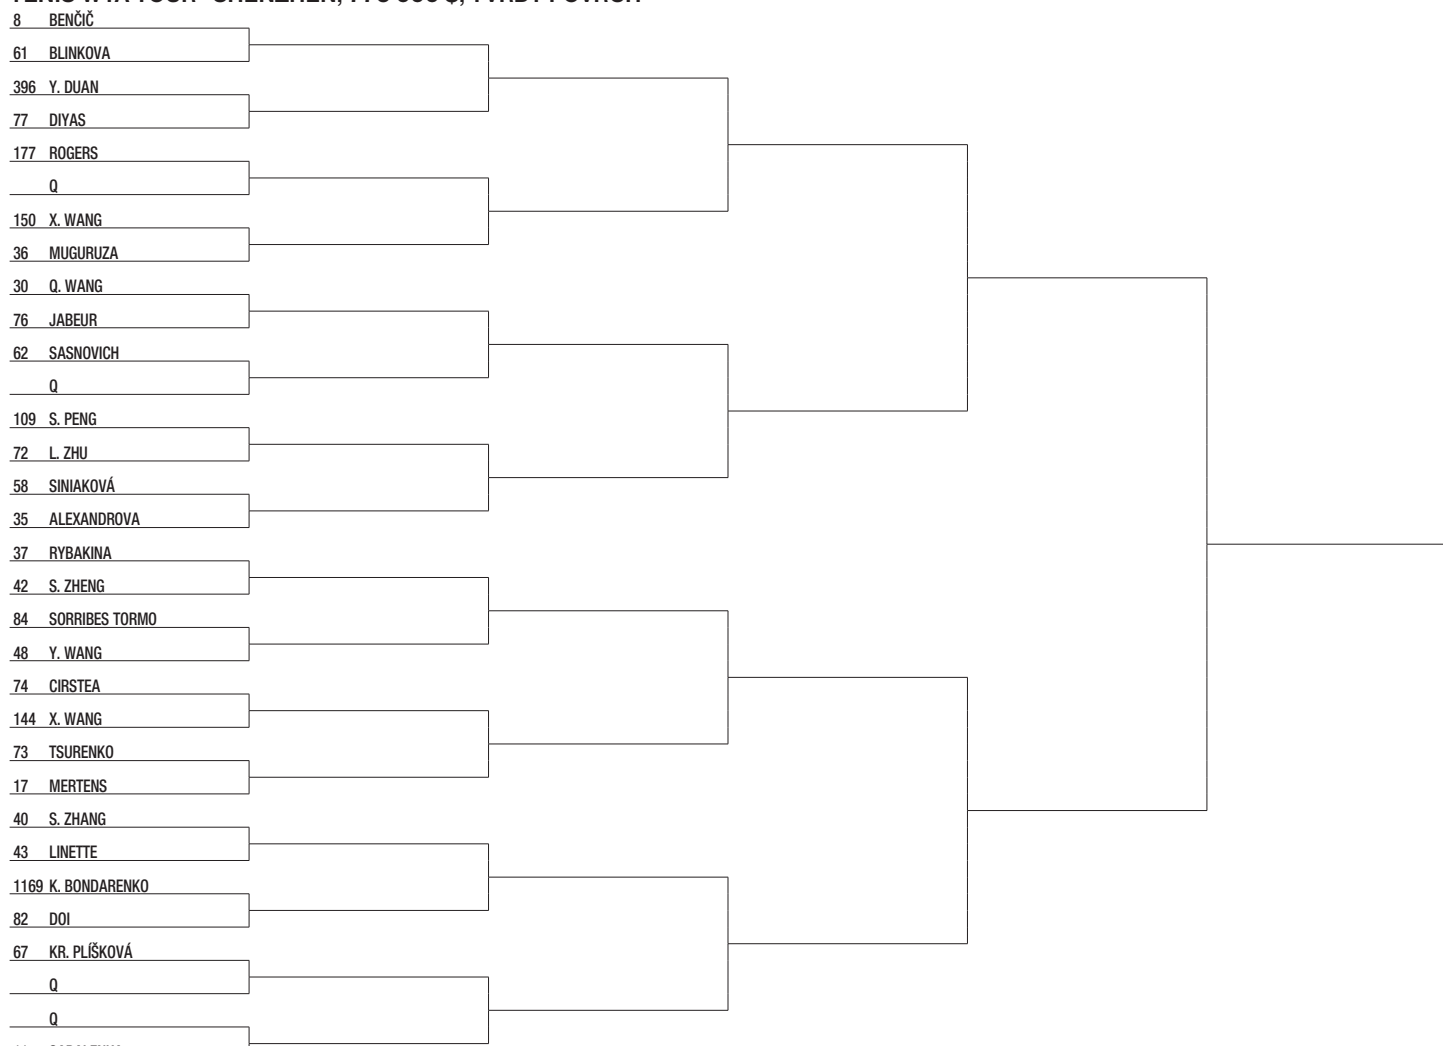 8 BENČIČ
61 BLINKOVA
396 Y. DUAN
77 DIYAS
177 ROGERS
Q
150 X. WANG
36 MUGURUZA
30 Q. WANG
76 JABEUR
62 SASNOVICH
Q
109 S. PENG
72 L. ZHU
58 SINIAKOVÁ
35 ALEXANDROVA
37 RYBAKINA
42 S. ZHENG
84 SORRIBES TORMO
48 Y. WANG
74 CIRSTEA
144 X. WANG
73 TSURENKO
17 MERTENS
40 S. ZHANG
43 LINETTE
1169 K. BONDARENKO
82 DOI
67 KR. PLÍŠKOVÁ
Q
Q